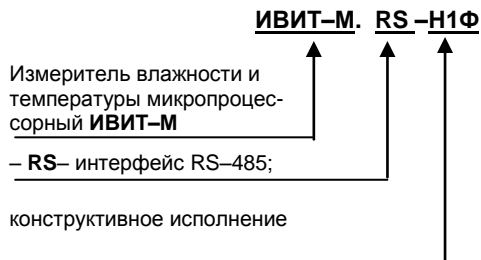 ИВИТ–М. RS –Н1Ф
Измеритель влажности и
температуры микропроцес-
сорный ИВИТ–М
– RS– интерфейс RS–485;
конструктивное исполнение